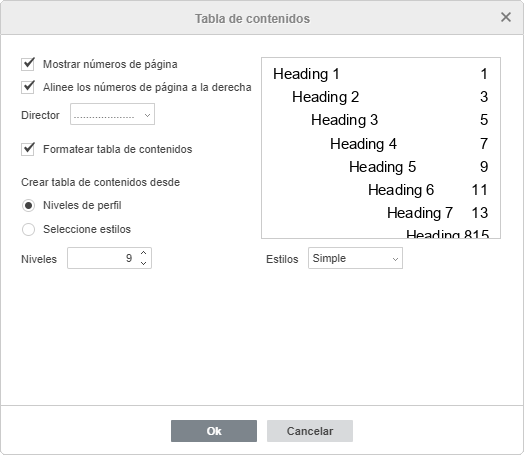 Tabla de contenidos
Mostrar números de página
Alinee los números de página a la derecha
Director ....................
Formatear tabla de contenidos
Crear tabla de contenidos desde
Niveles de perfil
Seleccione estilos
Niveles 9
Heading 1 1
Heading 2 3
Heading 3 5
Heading 4 7
Heading 5 9
Heading 6 11
Heading 7 13
Heading 815
Estilos Simple
Ok Cancelar